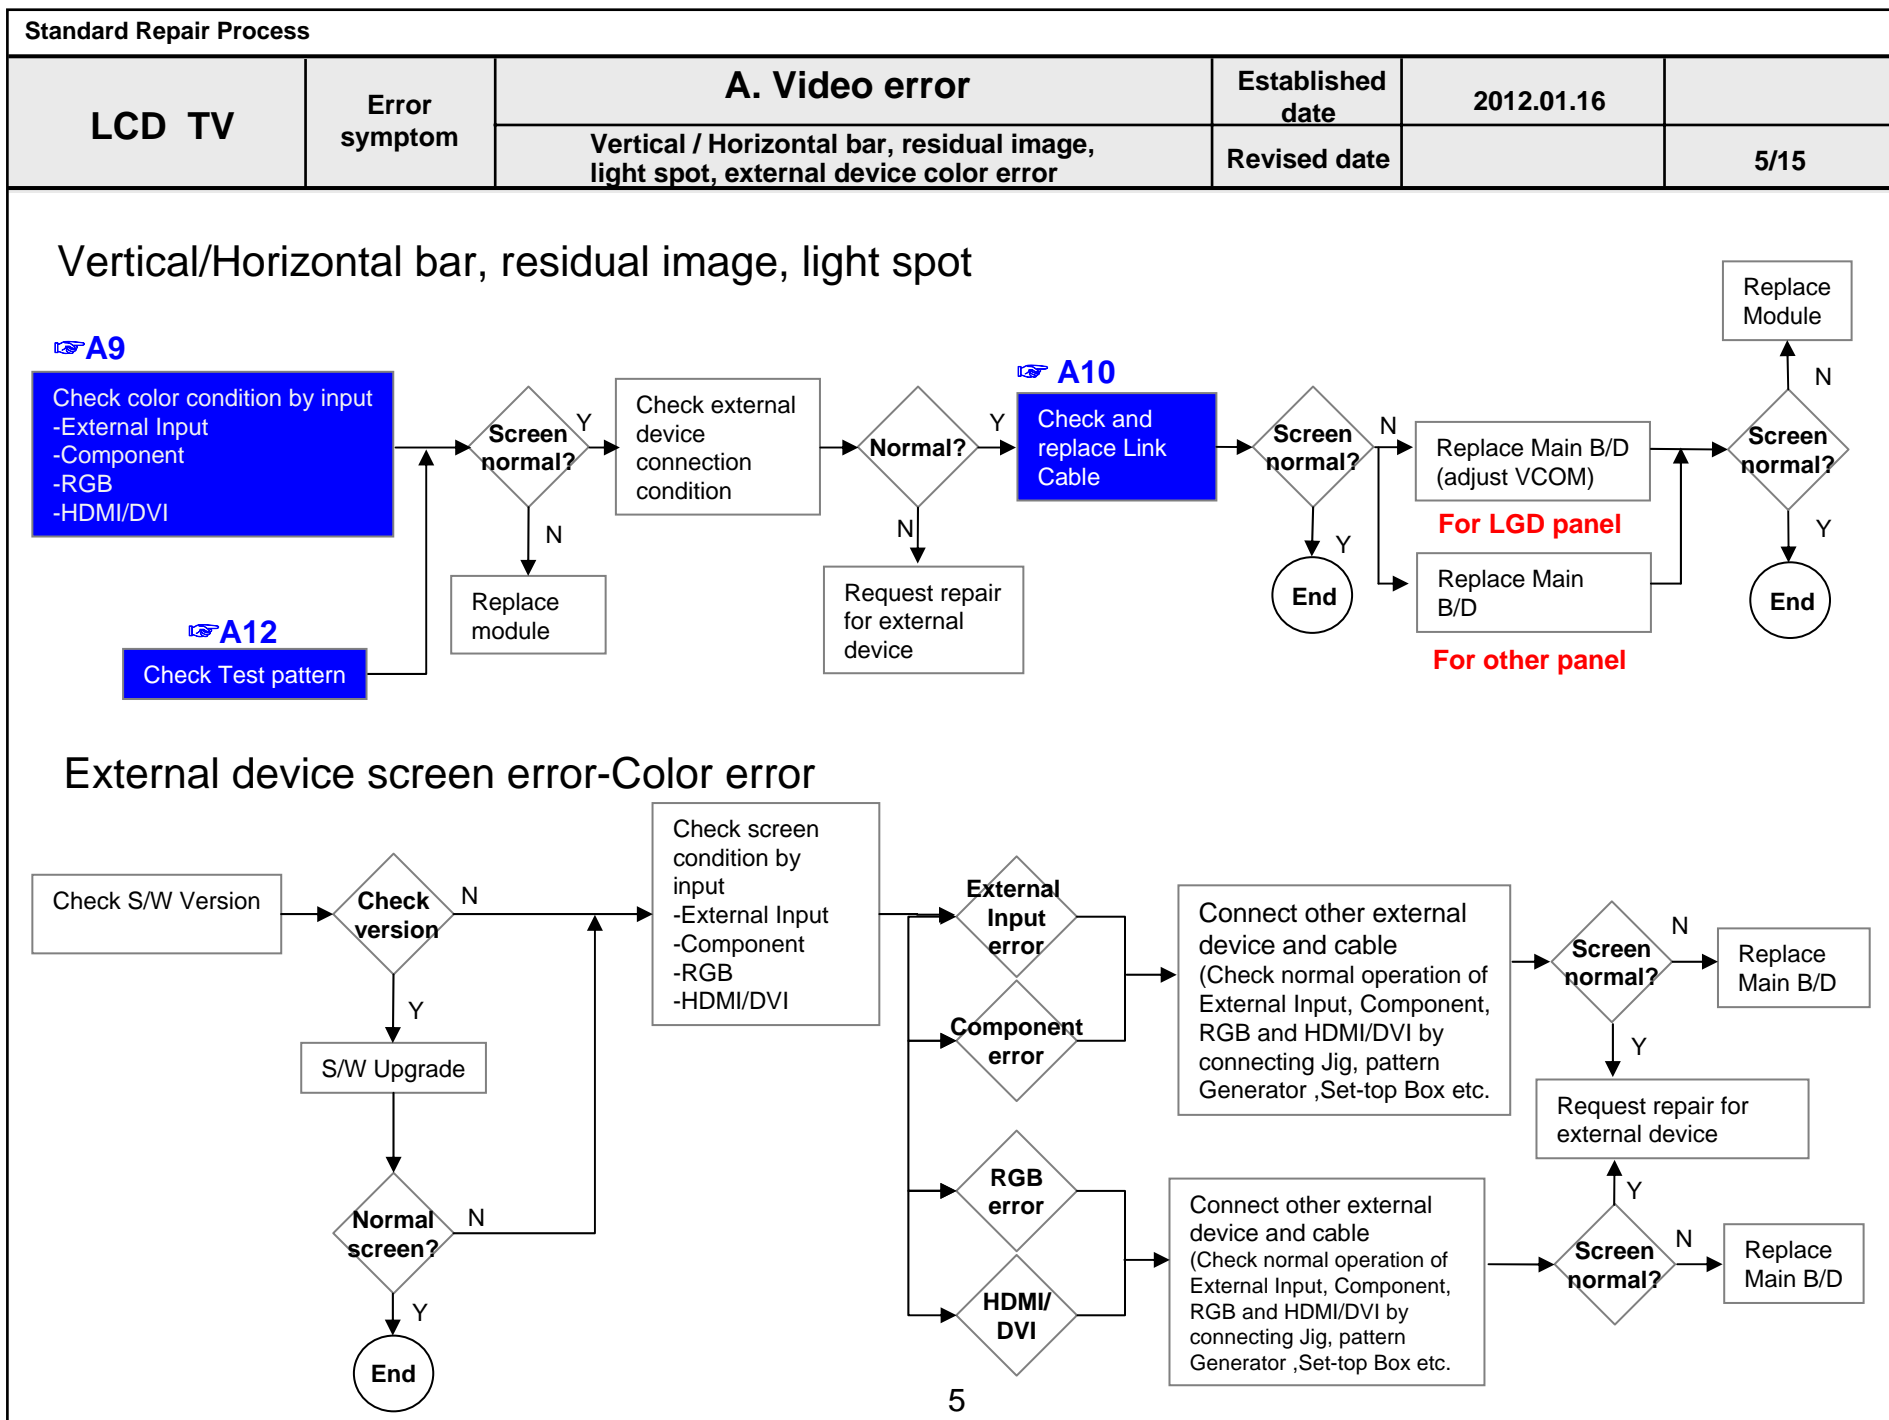 Standard Repair Process
LCD TV
Error
symptom
A. Video error
Vertical / Horizontal bar, residual image,
light spot, external device color error
Established
date
2012.01.16
Revised date
5/15
Vertical/Horizontal bar, residual image, light spot
☞A9
Check color condition by input
-External Input
-Component
-RGB
-HDMI/DVI
☞A12
Check Test pattern
Screen
normal?
Y
N
Replace
module
Check external
device
connection
condition
Normal?
Y
N
Request repair
for external
device
☞ A10
Check and
replace Link
Cable
Screen
normal?
N
Y
End
Replace Main B/D
(adjust VCOM)
For LGD panel
Replace Main
B/D
For other panel
Replace
Module
N
Screen
normal?
Y
End
External device screen error-Color error
Check S/W Version
Check
version
N
Y
S/W Upgrade
Normal
screen?
N
Y
End
Check screen
condition by
input
-External Input
-Component
-RGB
-HDMI/DVI
External
Input
error
Component
error
RGB
error
HDMI/
DVI
Connect other external
device and cable
(Check normal operation of
External Input, Component,
RGB and HDMI/DVI by
connecting Jig, pattern
Generator ,Set-top Box etc.
Screen
normal?
N
Replace
Main B/D
Y
Request repair for
external device
Connect other external
device and cable
(Check normal operation of
External Input, Component,
RGB and HDMI/DVI by
connecting Jig, pattern
Generator ,Set-top Box etc.
Y
Screen
normal?
N
Replace
Main B/D
5